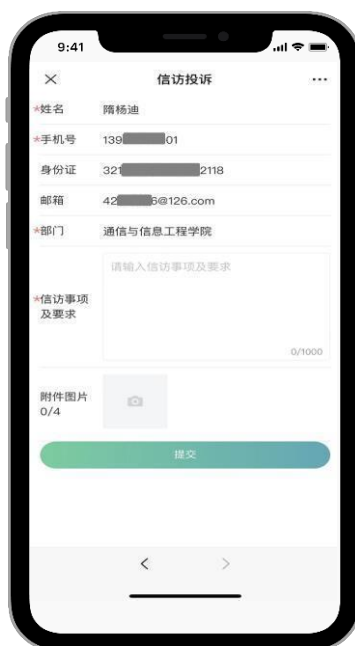 9:41
信访投诉
*姓名 隋杨迪
*手机号 139 01
身份证 321 2118
邮箱 42 6@126.com
*部门 通信与信息工程学院
请输入信访事项及要求
*信访事项
及要求
0/1000
附件图片
0/4
提交